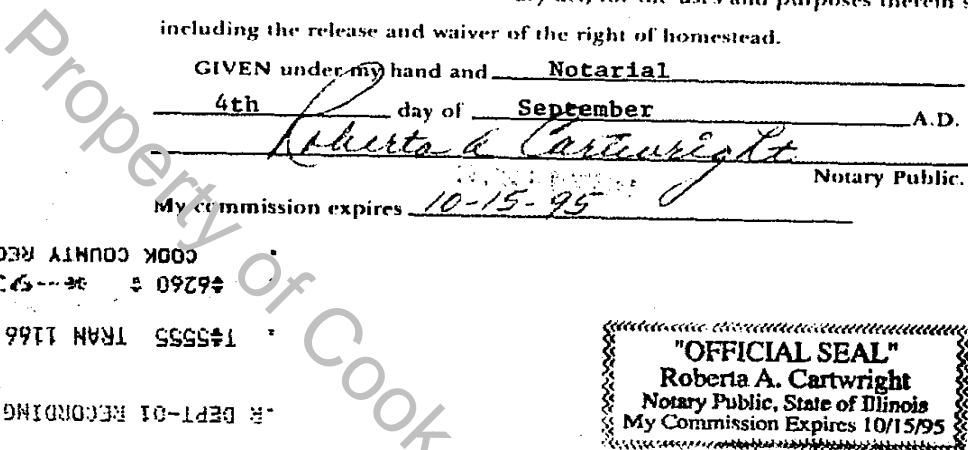 and purposes therein
including the release and waiver of the right of homestead.
GIVEN under my hand and Notarial
4th day of September A.D.
Roberta A Cartwright
Notary Public.
My commission expires 10-15-95
COOK COUNTY REC
#6260 #
T#5555 TRAN 1166
R DEPT-01 RECORDING
"OFFICIAL SEAL"
Roberta A. Cartwright
Notary Public, State of Illinois
My Commission Expires 10/15/95
Property of Cook